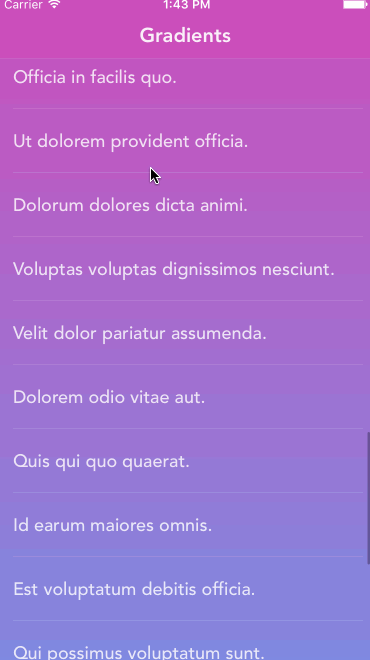 Carrier 1:43 PM
Gradients
Officia in facilis quo.
Ut dolorem provident officia.
Dolorum dolores dicta animi.
Voluptas voluptas dignissimos nesciunt.
Velit dolor pariatur assumenda.
Dolorem odio vitae aut.
Quis qui quo quaerat.
Id earum maiores omnis.
Est voluptatum debitis officia.
Qui possimus voluptatum sunt.